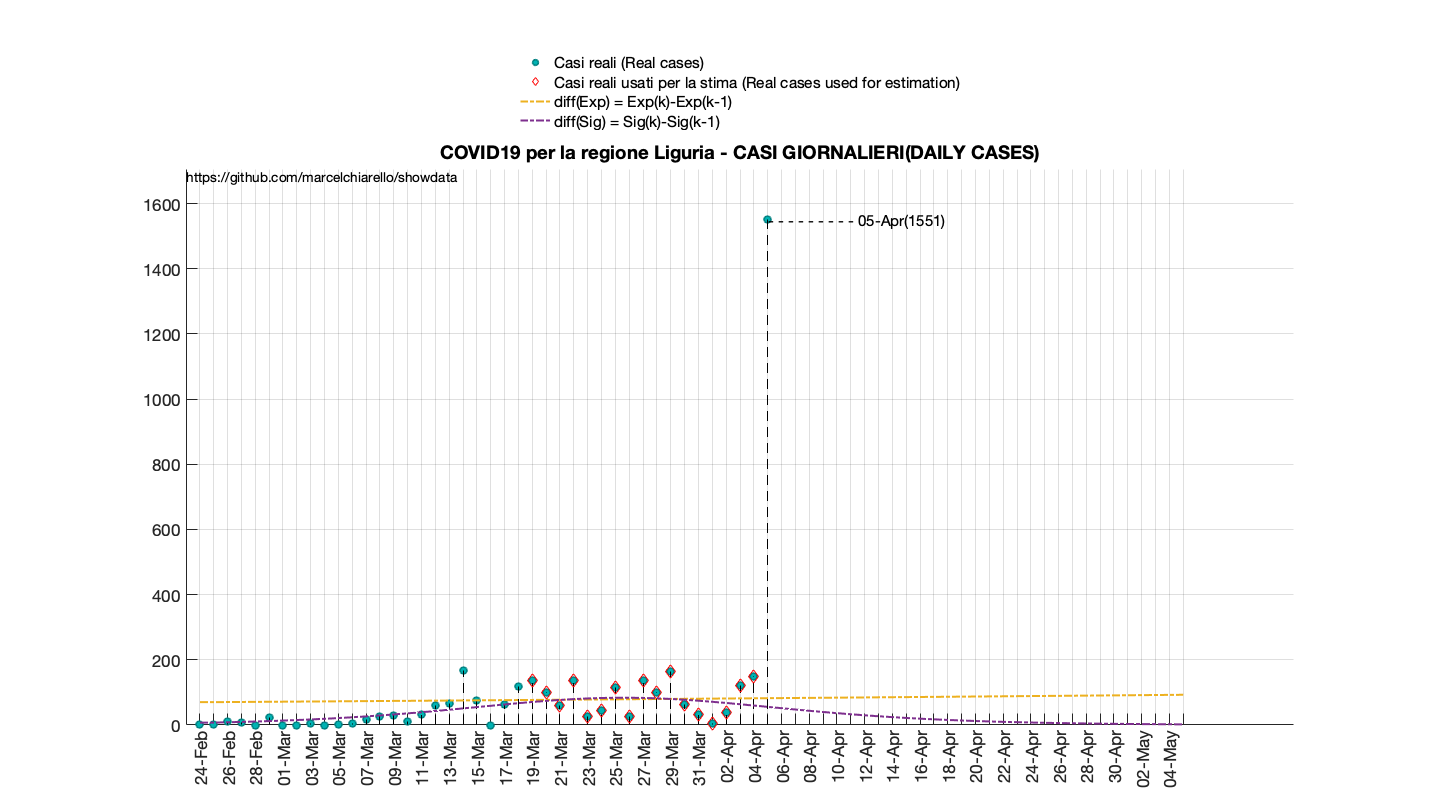 Casi reali (Real cases)
Casi reali usati per la stima (Real cases used for estimation)
diff(Exp) = Exp(k)-Exp(k-1)
diff(Sig) = Sig(k)-Sig(k-1)
COVID19 per la regione Liguria - CASI GIORNALIERI(DAILY CASES)
https://github.com/marcelchiarello/showdata
1600
05-Apr(1551)
1400
1200
1000
800
600
400
200
0
24-Feb
26-Feb
28-Feb
01-Mar
03-Mar
05-Mar
07-Mar
09-Mar
11-Mar
13-Mar
15-Mar
17-Mar
19-Mar
21-Mar
23-Mar
25-Mar
27-Mar
29-Mar
31-Mar
02-Apr
04-Apr
06-Apr
08-Apr
10-Apr
12-Apr
14-Apr
16-Apr
18-Apr
20-Apr
22-Apr
24-Apr
26-Apr
28-Apr
30-Apr
02-May
04-May